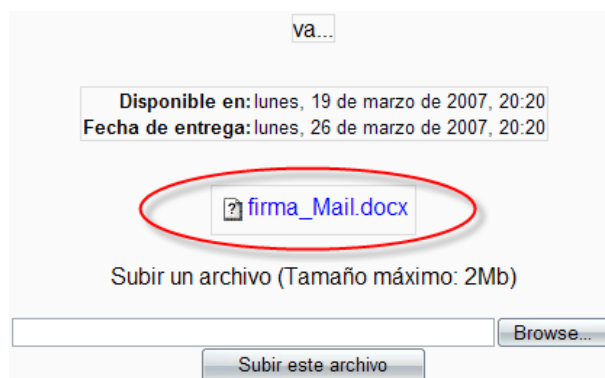 va...
Disponible en: lunes, 19 de marzo de 2007, 20:20
Fecha de entrega: lunes, 26 de marzo de 2007, 20:20
firma_Mail.docx
Subir un archivo (Tamaño máximo: 2Mb)
Browse...
Subir este archivo